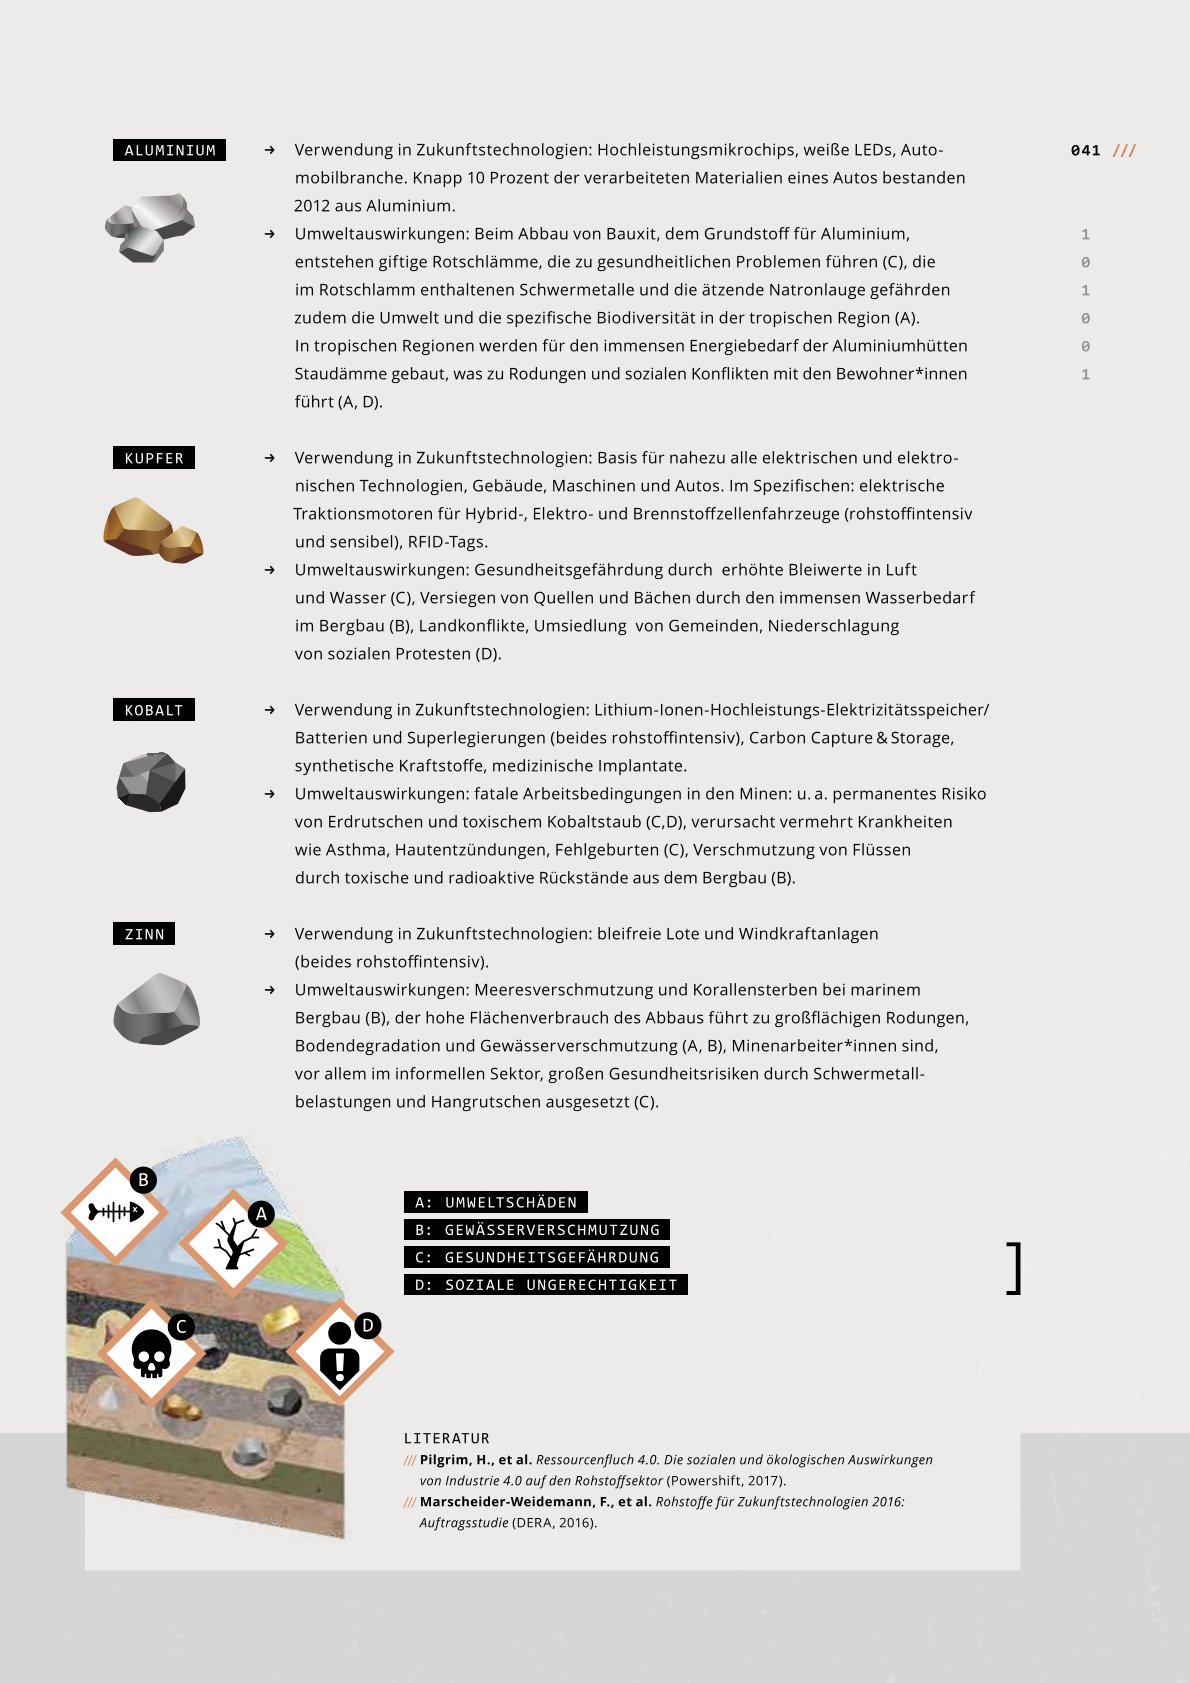 041 ///
1
0
1
0
0
1
ALUMINIUM
→ Verwendung in Zukunftstechnologien: Hochleistungsmikrochips, weiße LEDs, Auto-
mobilbranche. Knapp 10 Prozent der verarbeiteten Materialien eines Autos bestanden
2012 aus Aluminium.
→ Umweltauswirkungen: Beim Abbau von Bauxit, dem Grundstoff für Aluminium,
entstehen giftige Rotschlämme, die zu gesundheitlichen Problemen führen (C), die
im Rotschlamm enthaltenen Schwermetalle und die ätzende Natronlauge gefährden
zudem die Umwelt und die spezifische Biodiversität in der tropischen Region (A).
In tropischen Regionen werden für den immensen Energiebedarf der Aluminiumhütten
Staudämme gebaut, was zu Rodungen und sozialen Konflikten mit den Bewohner*innen
führt (A, D).
KUPFER
→ Verwendung in Zukunftstechnologien: Basis für nahezu alle elektrischen und elektro-
nischen Technologien, Gebäude, Maschinen und Autos. Im Spezifischen: elektrische
Traktionsmotoren für Hybrid-, Elektro- und Brennstoffzellenfahrzeuge (rohstoffintensiv
und sensibel), RFID-Tags.
→ Umweltauswirkungen: Gesundheitsgefährdung durch erhöhte Bleiwerte in Luft
und Wasser (C), Versiegen von Quellen und Bächen durch den immensen Wasserbedarf
im Bergbau (B), Landkonflikte, Umsiedlung von Gemeinden, Niederschlagung
von sozialen Protesten (D).
KOBALT
→ Verwendung in Zukunftstechnologien: Lithium-Ionen-Hochleistungs-Elektrizitätsspeicher/
Batterien und Superlegierungen (beides rohstoffintensiv), Carbon Capture & Storage,
synthetische Kraftstoffe, medizinische Implantate.
→ Umweltauswirkungen: fatale Arbeitsbedingungen in den Minen: u. a. permanentes Risiko
von Erdrutschen und toxischem Kobaltstaub (C,D), verursacht vermehrt Krankheiten
wie Asthma, Hautentzündungen, Fehlgeburten (C), Verschmutzung von Flüssen
durch toxische und radioaktive Rückstände aus dem Bergbau (B).
ZINN
→ Verwendung in Zukunftstechnologien: bleifreie Lote und Windkraftanlagen
(beides rohstoffintensiv).
→ Umweltauswirkungen: Meeresverschmutzung und Korallensterben bei marinem
Bergbau (B), der hohe Flächenverbrauch des Abbaus führt zu großflächigen Rodungen,
Bodendegradation und Gewässerverschmutzung (A, B), Minenarbeiter*innen sind,
vor allem im informellen Sektor, großen Gesundheitsrisiken durch Schwermetall-
belastungen und Hangrutschen ausgesetzt (C).
B
A
C
D
A: UMWELTSCHÄDEN
B: GEWÄSSERVERSCHMUTZUNG
C: GESUNDHEITSGEFÄHRDUNG
D: SOZIALE UNGERECHTIGKEIT
]
LITERATUR
/// Pilgrim, H., et al. Ressourcenfluch 4.0. Die sozialen und ökologischen Auswirkungen
von Industrie 4.0 auf den Rohstoffsektor (Powershift, 2017).
/// Marscheider-Weidemann, F., et al. Rohstoffe für Zukunftstechnologien 2016:
Auftragsstudie (DERA, 2016).